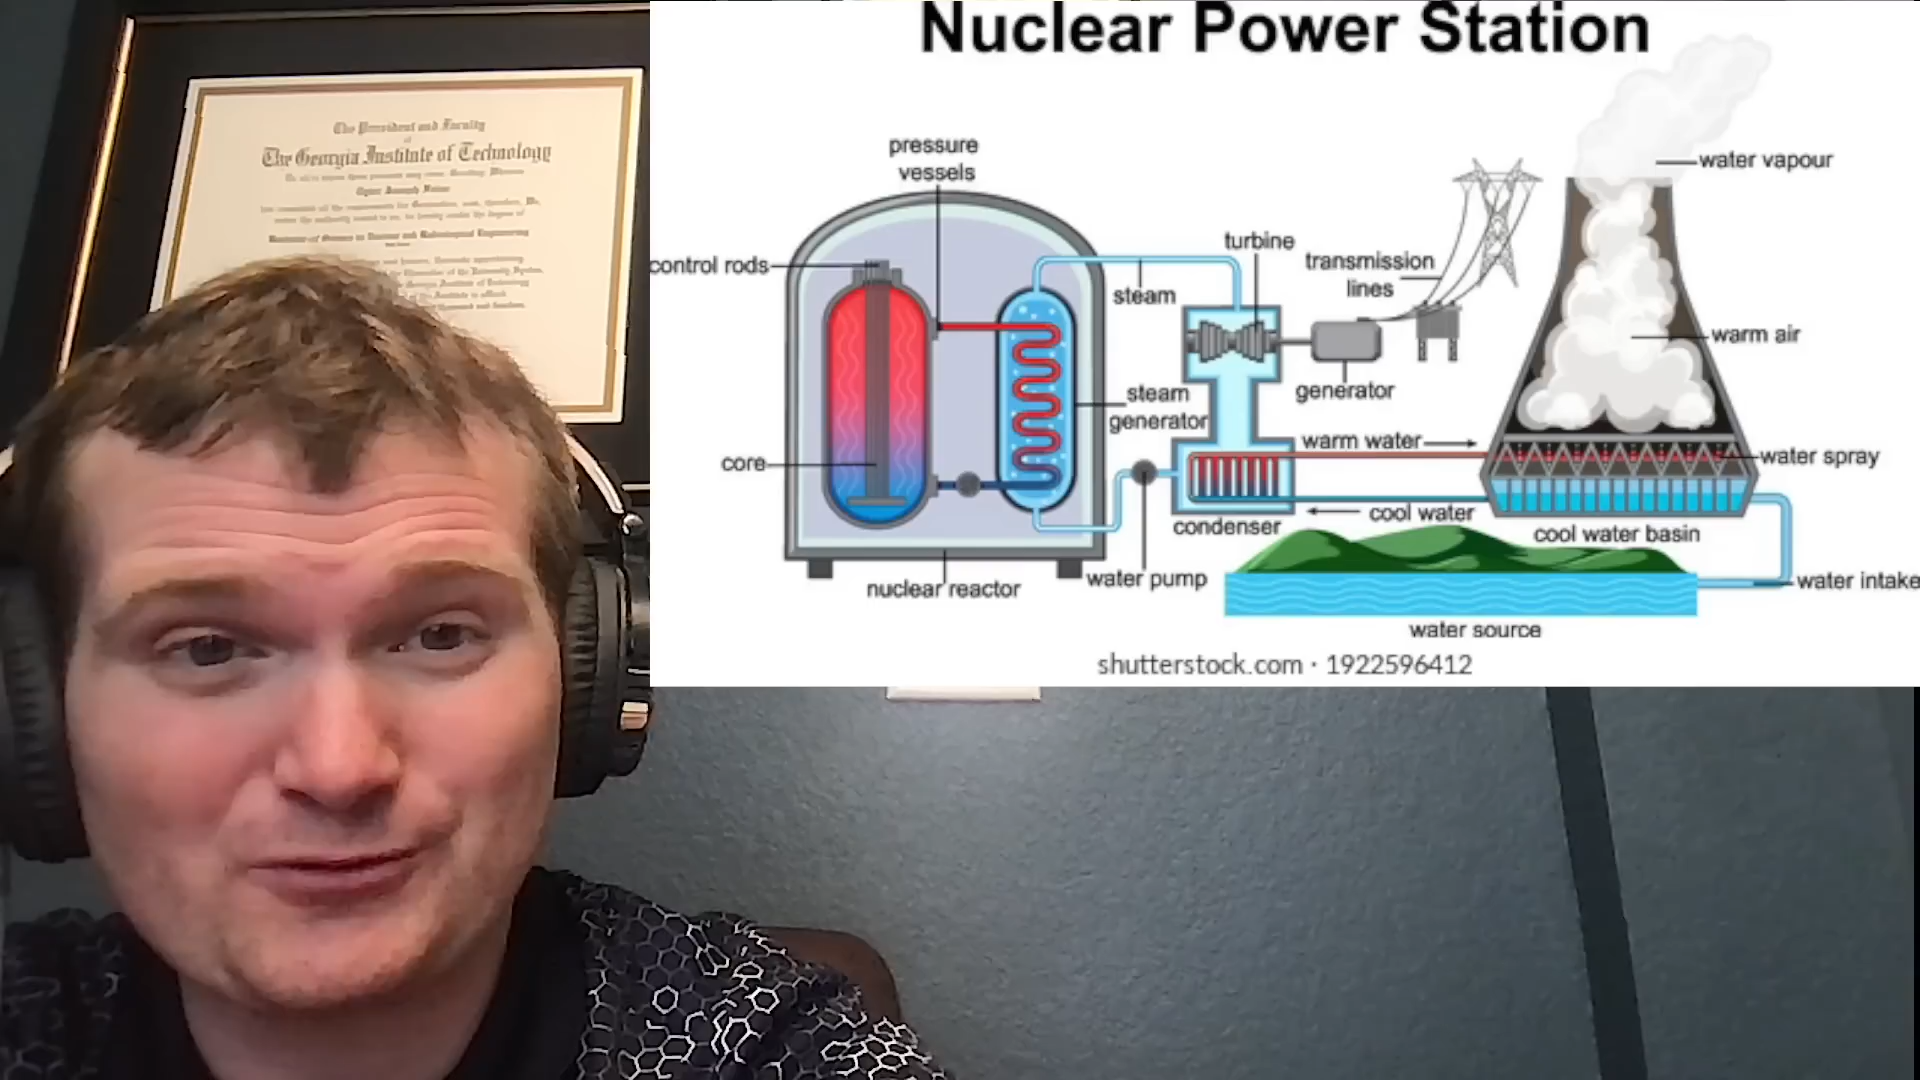 The President and Faculty
of
The Georgia Institute of Technology
Nuclear Power Station
pressure
vessels
control rods
core
nuclear reactor
steam
turbine
transmission
lines
generator
steam
generator
warm water
cool water
condenser
water pump
water vapour
warm air
water spray
cool water basin
water intake
water source
shutterstock.com · 1922596412